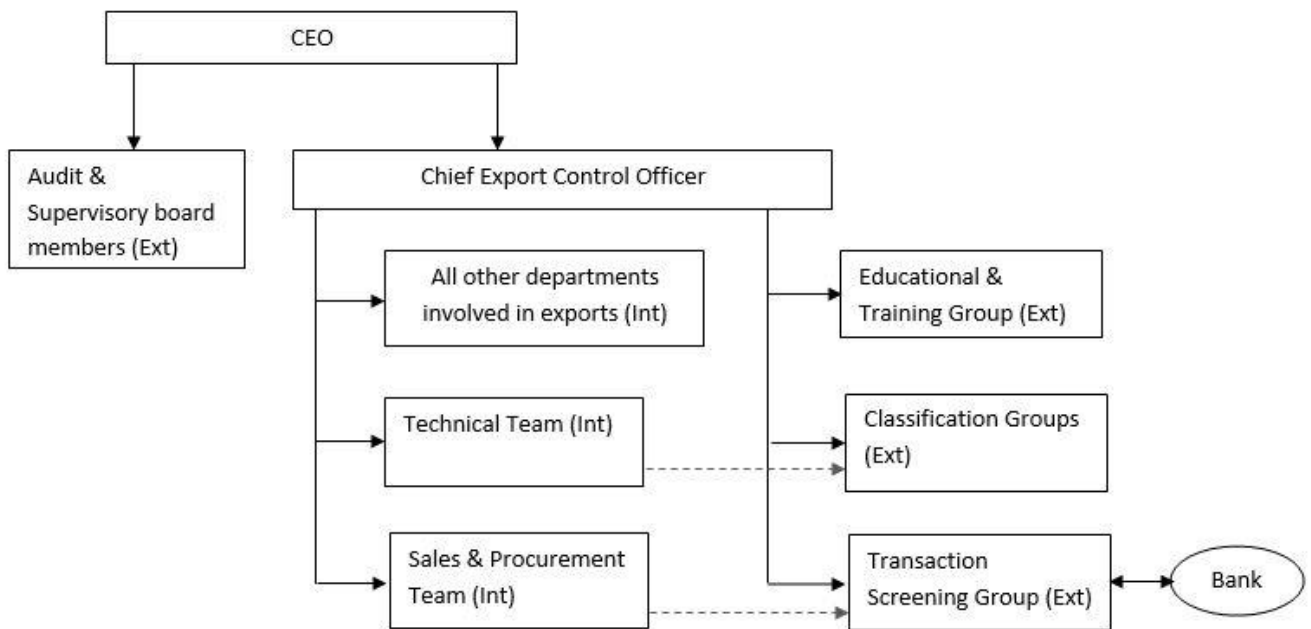 CEO
Audit &
Supervisory board
members (Ext)
Chief Export Control Officer
All other departments
involved in exports (Int)
Educational &
Training Group (Ext)
Technical Team (Int)
Classification Groups
(Ext)
Sales & Procurement
Team (Int)
Transaction
Screening Group (Ext)
Bank